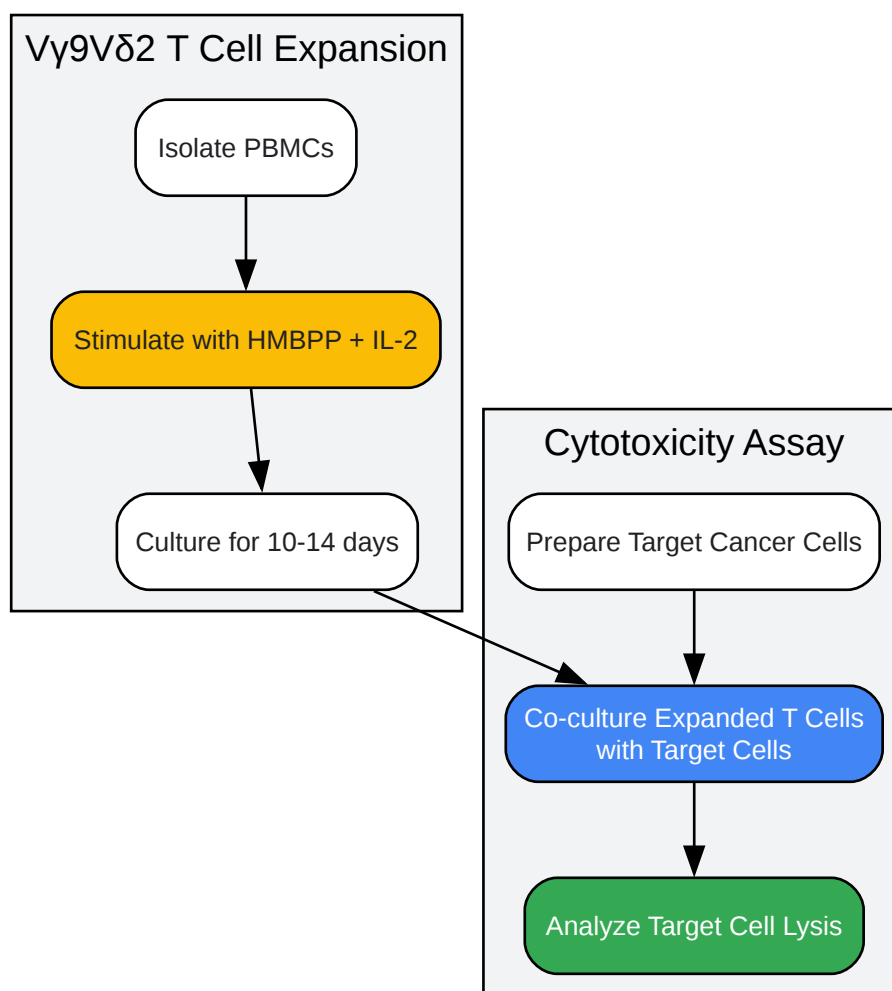 Vγ9Vδ2 T Cell Expansion
Isolate PBMCs
Stimulate with HMBPP + IL-2
Culture for 10-14 days
Cytotoxicity Assay
Prepare Target Cancer Cells
Co-culture Expanded T Cells
with Target Cells
Analyze Target Cell Lysis